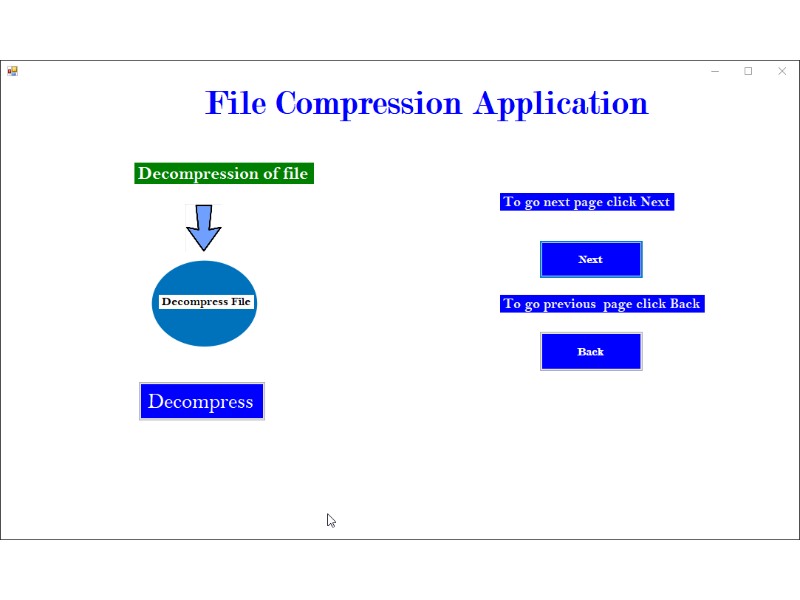 File Compression Application
Decompression of file
To go next page click Next
Next
Decompress File
To go previous  page click Back
Back
Decompress